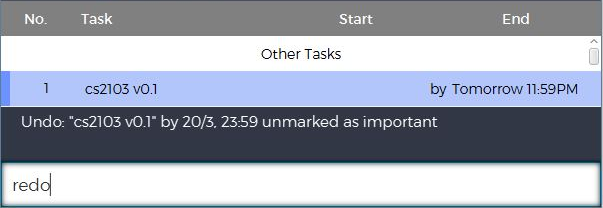 No. Task Start End
Other Tasks
1 cs2103 v0.1 by Tomorrow 11:59PM
Undo: "cs2103 v0.1" by 20/3, 23:59 unmarked as important
redo